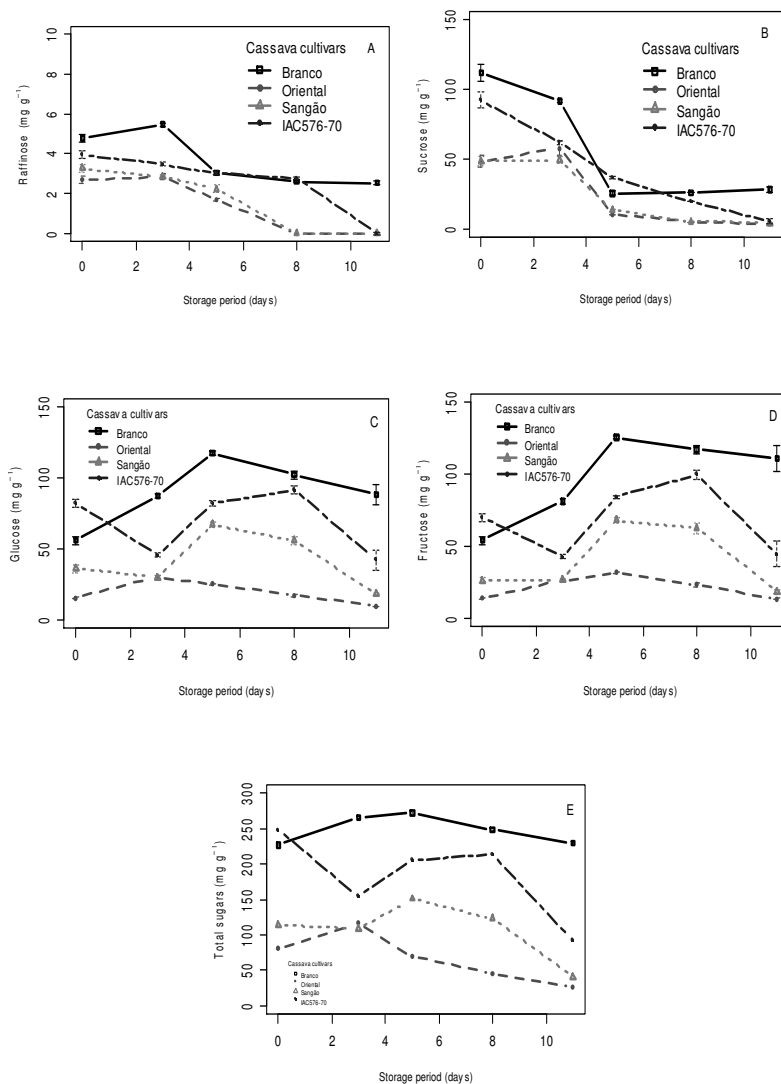 A
Cassava cultivars
Branco
Oriental
Sangão
IAC576-70
Raffinose (mg g⁻¹)
0 2 4 6 8 10
0 2 4 6 8 10
Storage period (days)
B
Cassava cultivars
Branco
Oriental
Sangão
IAC576-70
Sucrose (mg g⁻¹)
0 50 100 150
0 2 4 6 8 10
Storage period (days)
C
Cassava cultivars
Branco
Oriental
Sangão
IAC576-70
Glucose (mg g⁻¹)
0 50 100 150
0 2 4 6 8 10
Storage period (days)
D
Cassava cultivars
Branco
Oriental
Sangão
IAC576-70
Fructose (mg g⁻¹)
0 50 100 150
0 2 4 6 8 10
Storage period (days)
E
Total sugars (mg g⁻¹)
0 50 100 150 200 250 300
Cassava cultivars
Branco
Oriental
Sangão
IAC576-70
0 2 4 6 8 10
Storage period (days)